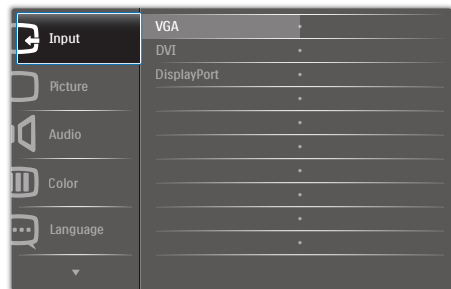 Input
Picture
Audio
Color
Language
VGA
DVI
DisplayPort